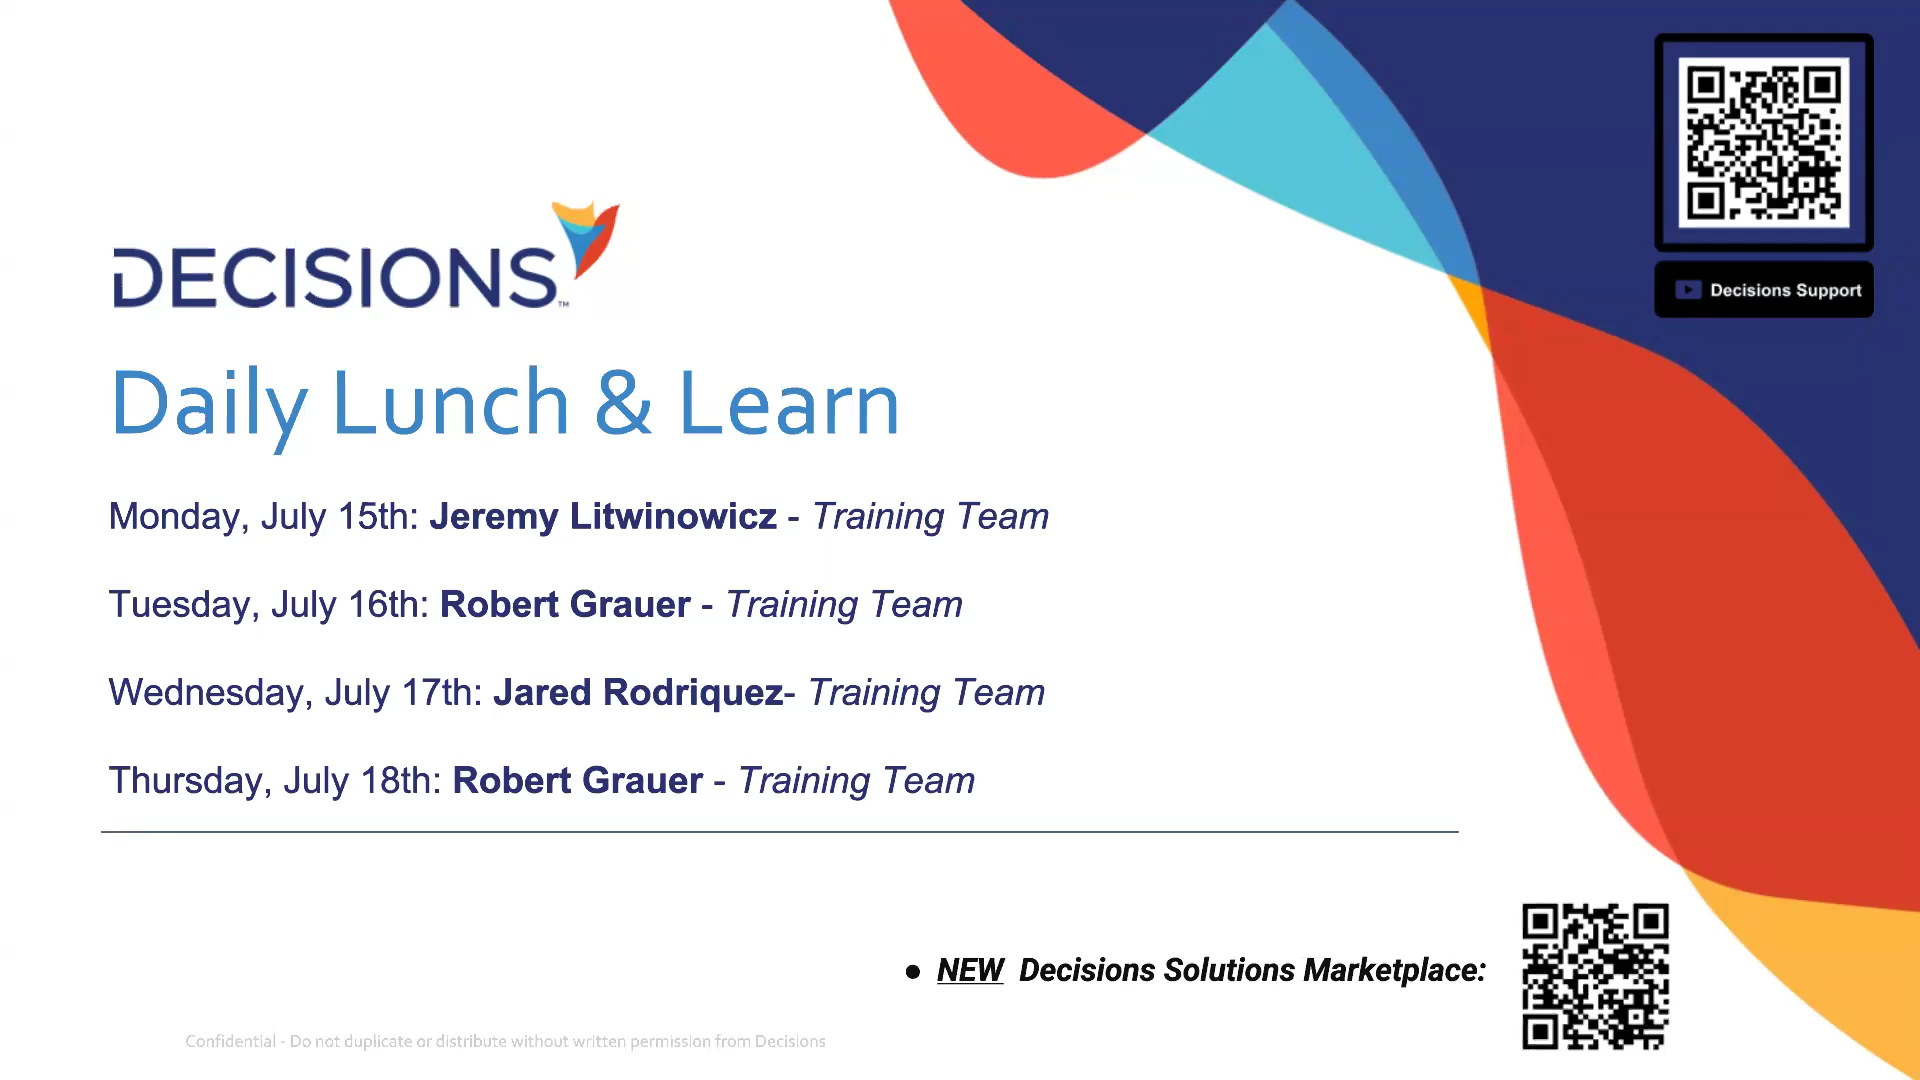 DECISIONS™
Decisions Support
Daily Lunch & Learn
Monday, July 15th: Jeremy Litwinowicz - Training Team
Tuesday, July 16th: Robert Grauer - Training Team
Wednesday, July 17th: Jared Rodriquez- Training Team
Thursday, July 18th: Robert Grauer - Training Team
● NEW Decisions Solutions Marketplace:
Confidential - Do not duplicate or distribute without written permission from Decisions